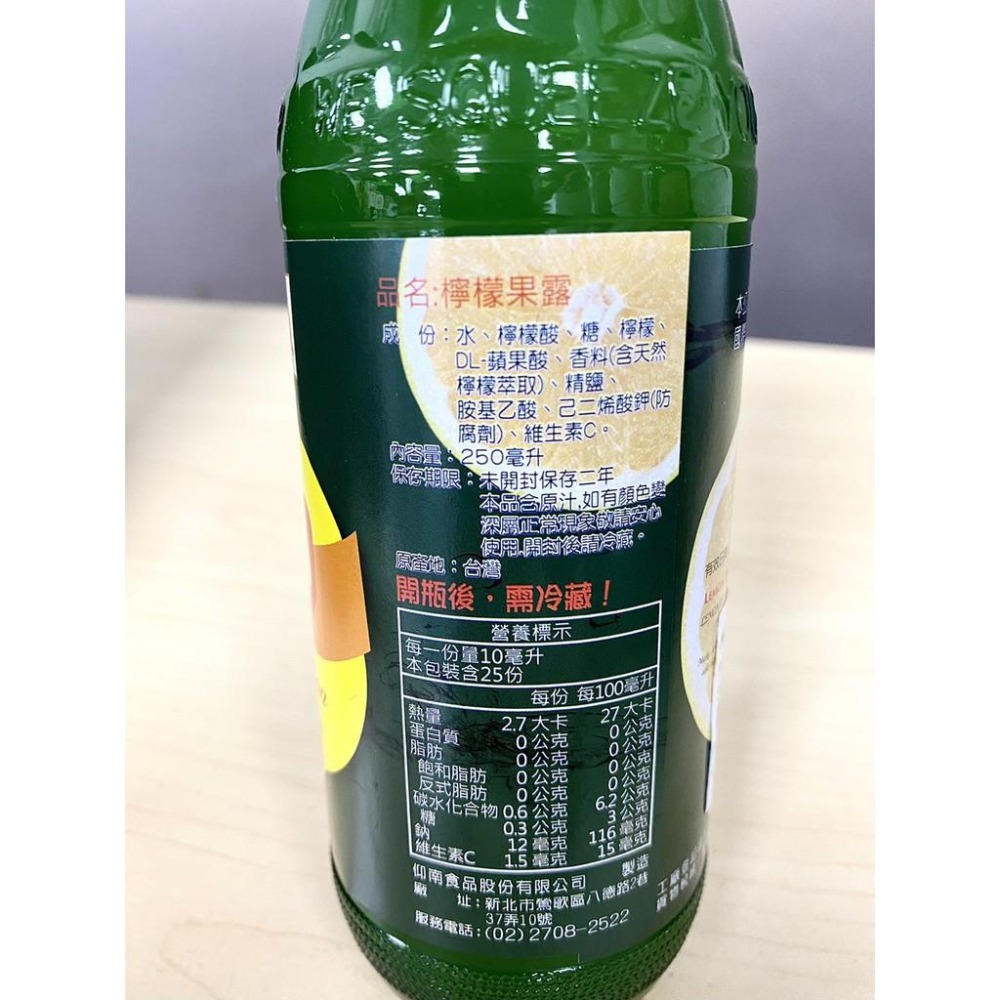 品名:檸檬果露
成　份：水、檸檬酸、糖、檸檬、
DL-蘋果酸、香料(含天然
檸檬萃取)、精鹽、
胺基乙酸、己二烯酸鉀(防
腐劑)、維生素C。
內容量：250毫升
保存期限：未開封保存二年
本品含原汁,如有顏色變
深屬正常現象敬請安心
使用,開封後請冷藏。
原產地：台灣
開瓶後，需冷藏！
營養標示
每一份量10毫升
本包裝含25份
每份 每100毫升
熱量 2.7 大卡 27 大卡
蛋白質 0 公克 0 公克
脂肪 0 公克 0 公克
飽和脂肪 0 公克 0 公克
反式脂肪 0 公克 0 公克
碳水化合物 0.6 公克 6.2 公克
糖 0.3 公克 3 公克
鈉 12 毫克 116 毫克
維生素C 1.5 毫克 15 毫克
仰南食品股份有限公司 製造
廠　址：新北市鶯歌區八德路2巷
37弄10號
服務電話：(02) 2708-2522